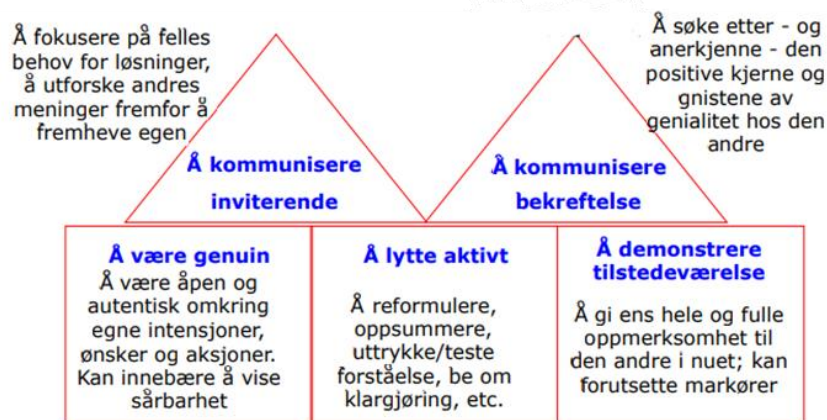 Å fokusere på felles
behov for løsninger,
å utforske andres
meninger fremfor å
fremheve egen
Å søke etter - og
anerkjenne - den
positive kjerne og
gnistene av
genialitet hos den
andre
Å kommunisere
inviterende
Å kommunisere
bekreftelse
Å være genuin
Å være åpen og
autentisk omkring
egne intensjoner,
ønsker og aksjoner.
Kan innebære å vise
sårbarhet
Å lytte aktivt
Å reformulere,
oppsummere,
uttrykke/teste
forståelse, be om
klargjøring, etc.
Å demonstrere
tilstedeværelse
Å gi ens hele og fulle
oppmerksomhet til
den andre i nuet; kan
forutsette markører